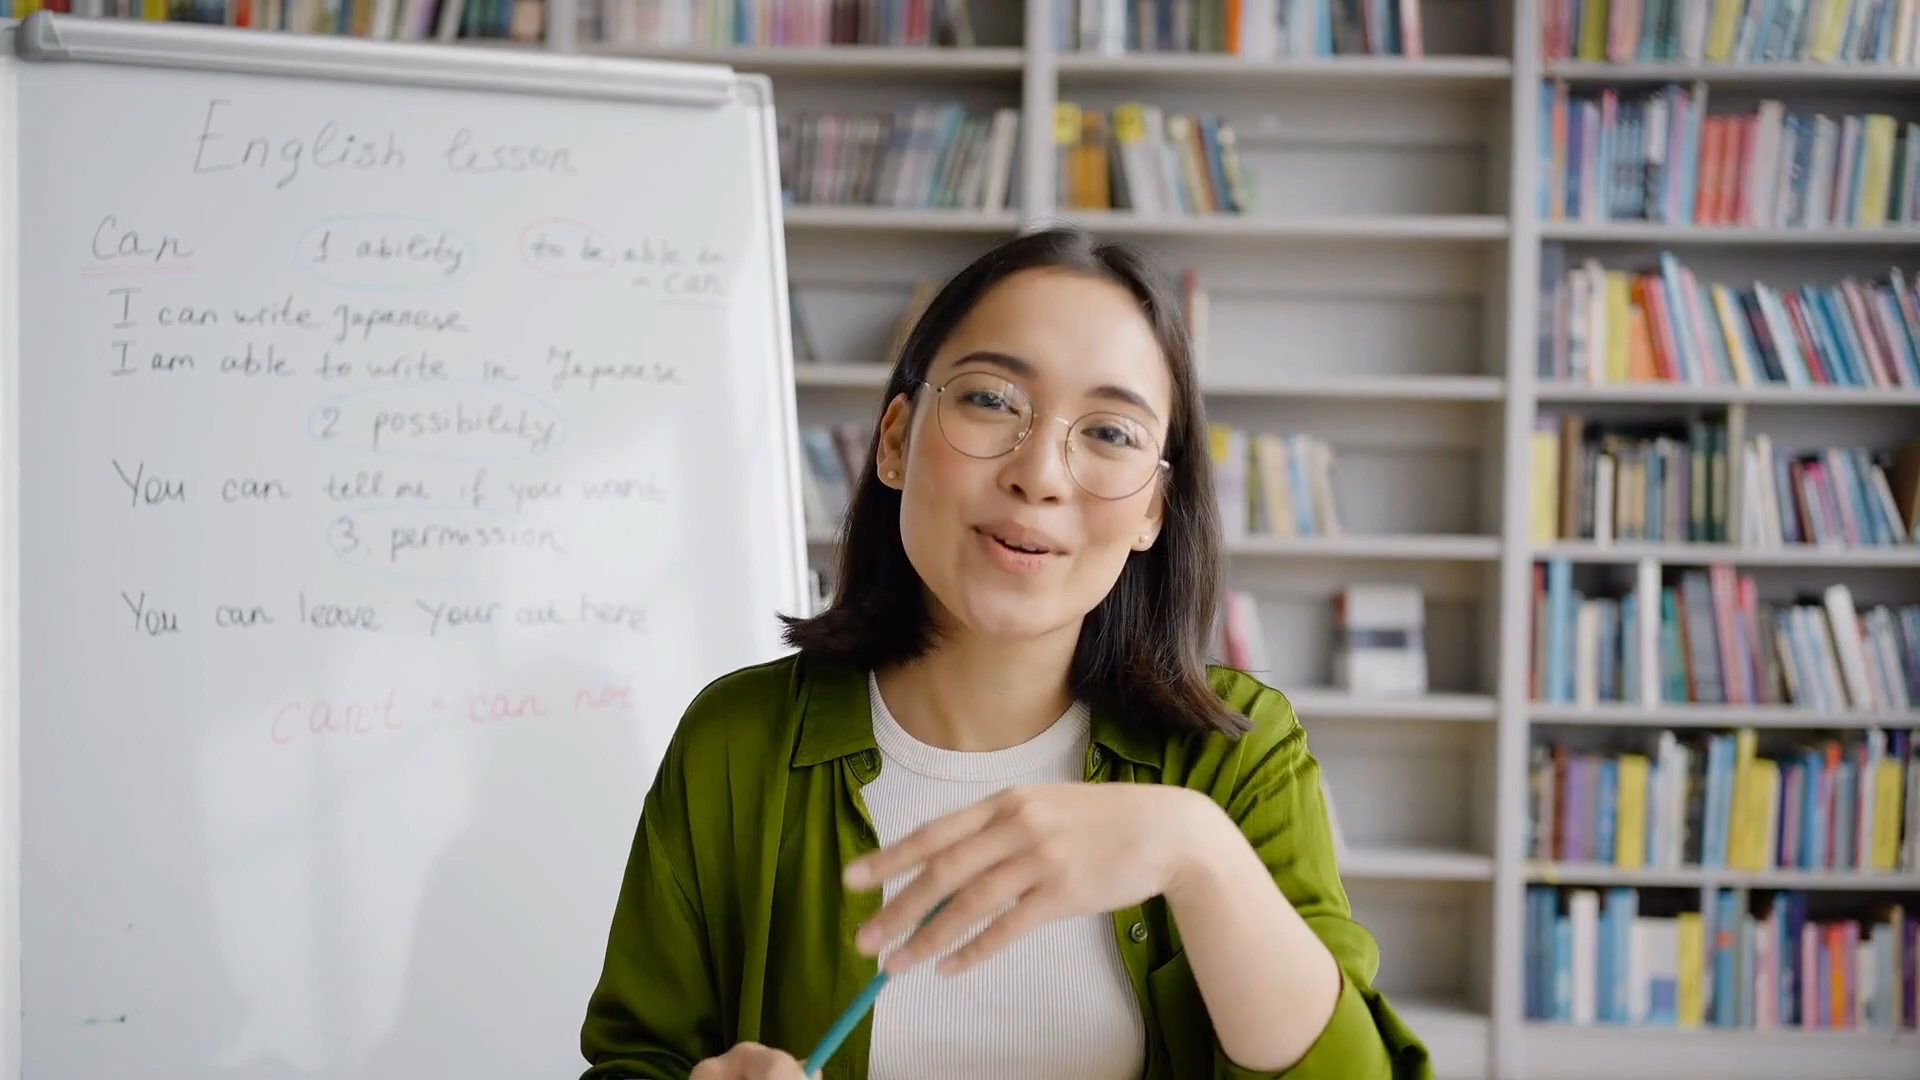 English lesson
Can 1 ability to be able to
= can
I can write Japanese
I am able to write in Japanese
2. possibility
You can tell me if you want
3. permission
You can leave your cat here
can't = can not